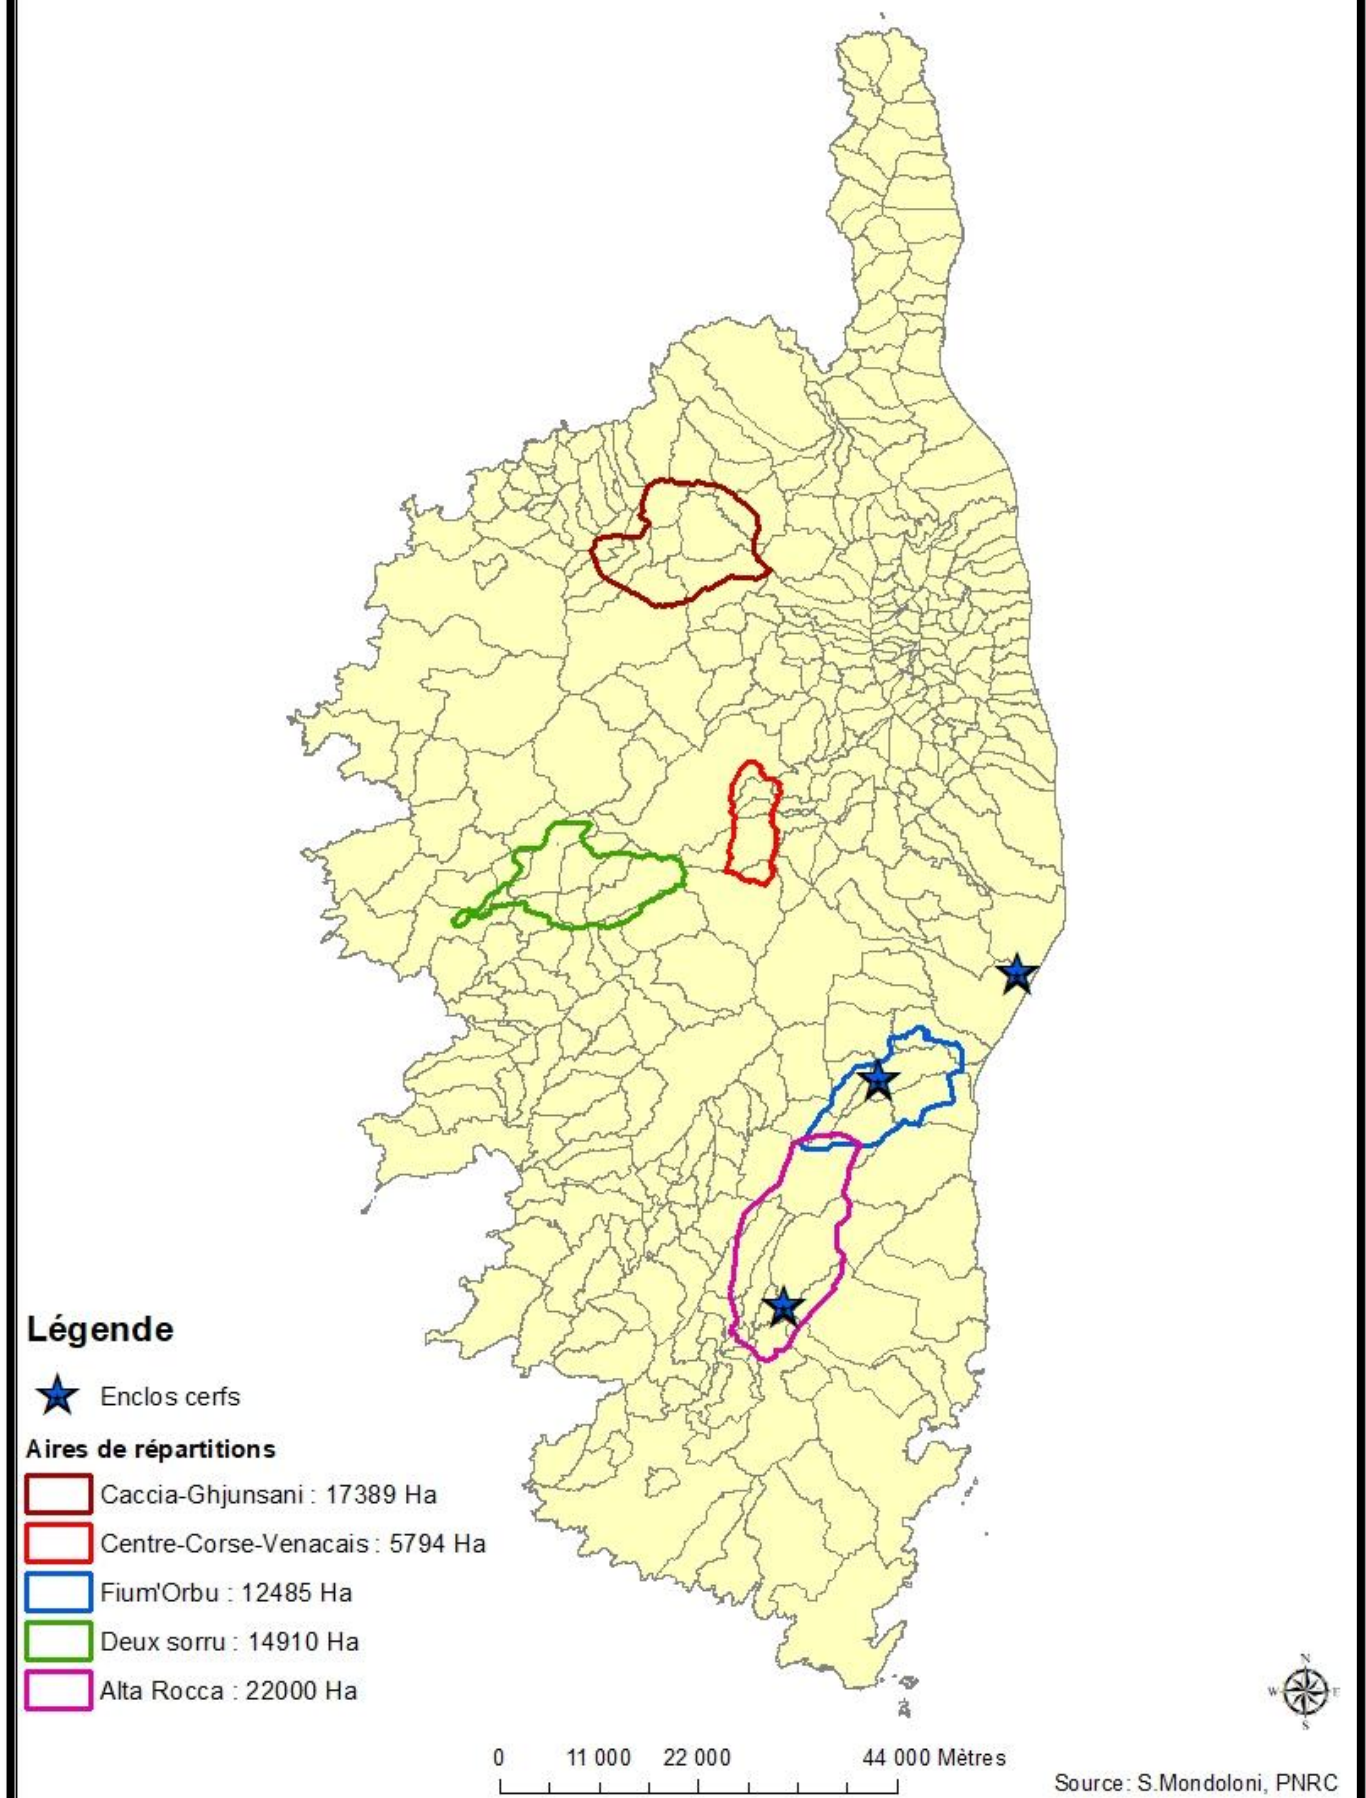 Légende
Enclos cerfs
Aires de répartitions
Caccia-Ghjunsani : 17389 Ha
Centre-Corse-Venacais : 5794 Ha
Fium'Orbu : 12485 Ha
Deux sorru : 14910 Ha
Alta Rocca : 22000 Ha
N
W E
S
0 11 000 22 000 44 000 Mètres
Source: S.Mondoloni, PNRC